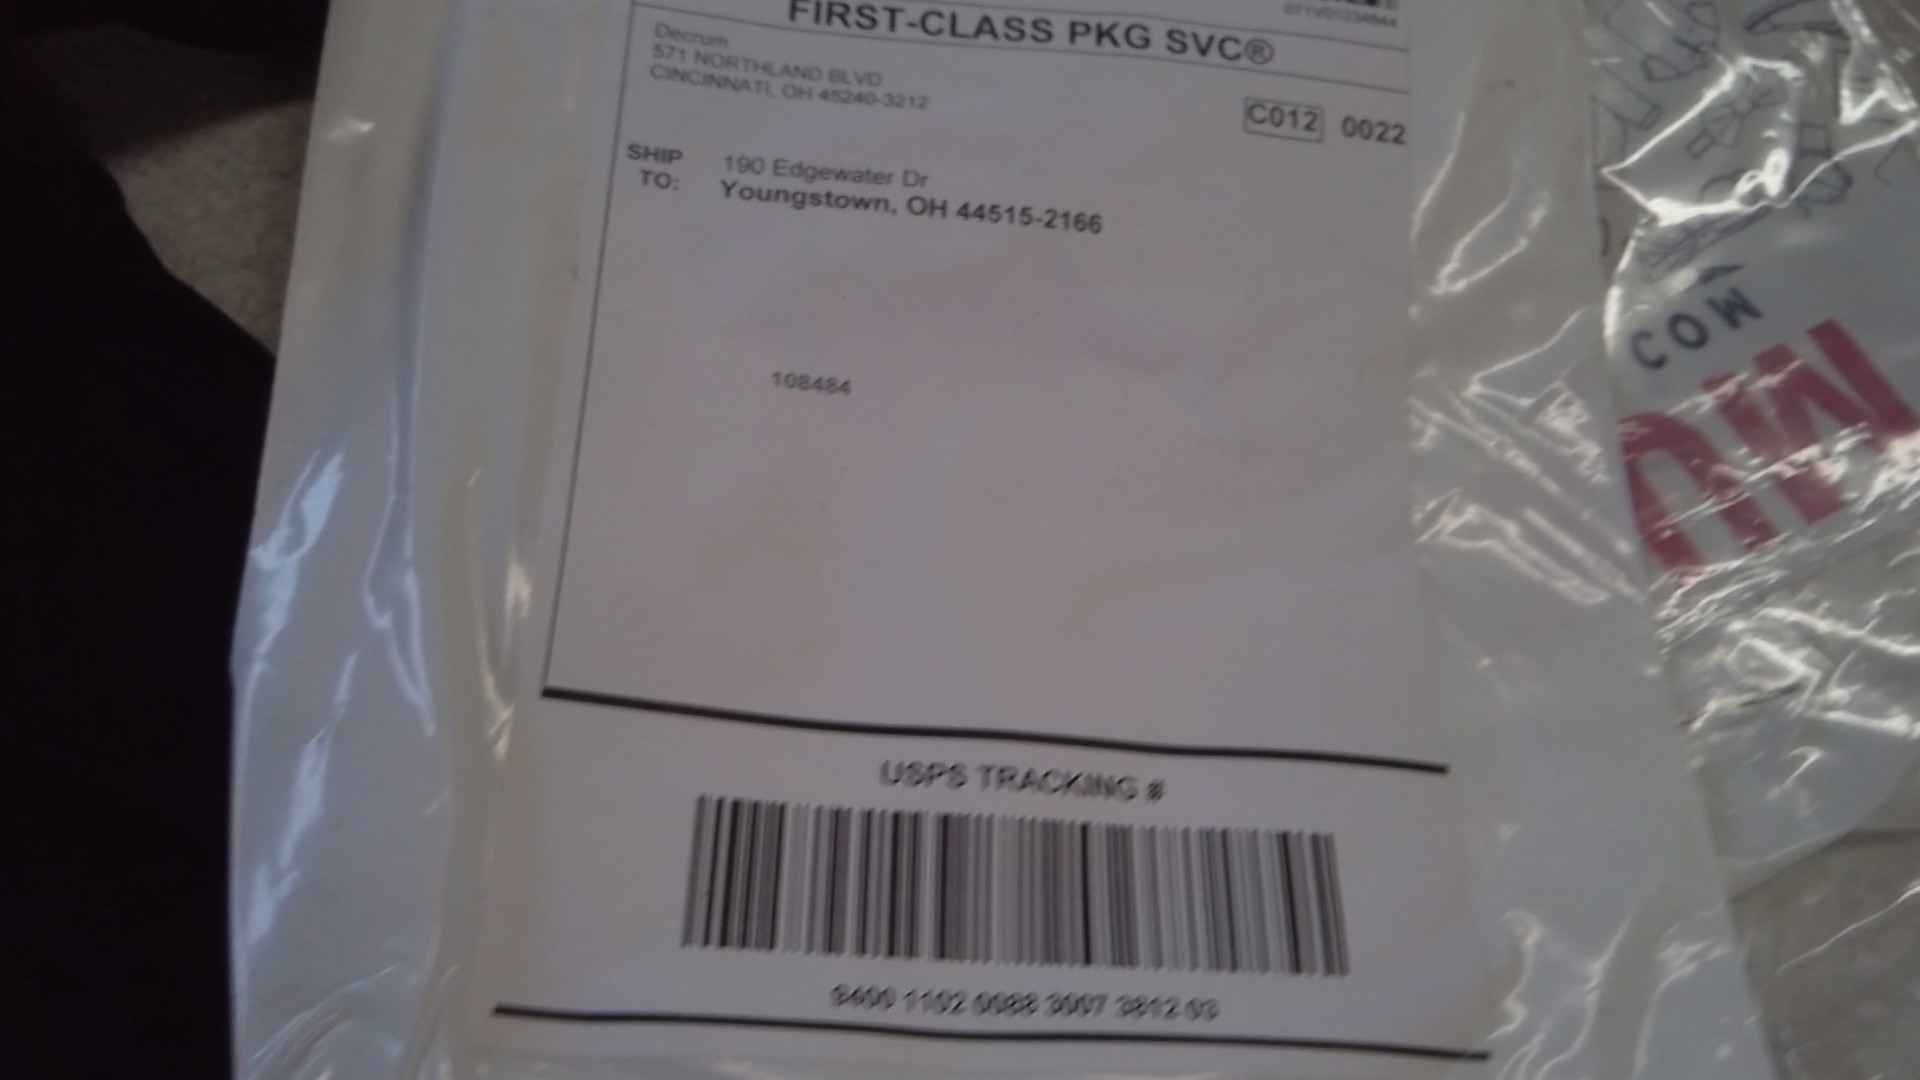 FIRST-CLASS PKG SVC®
Decrum
571 NORTHLAND BLVD
CINCINNATI, OH 45240-3212
C012 0022
SHIP TO:
190 Edgewater Dr
Youngstown, OH 44515-2166
108484
USPS TRACKING #
COW